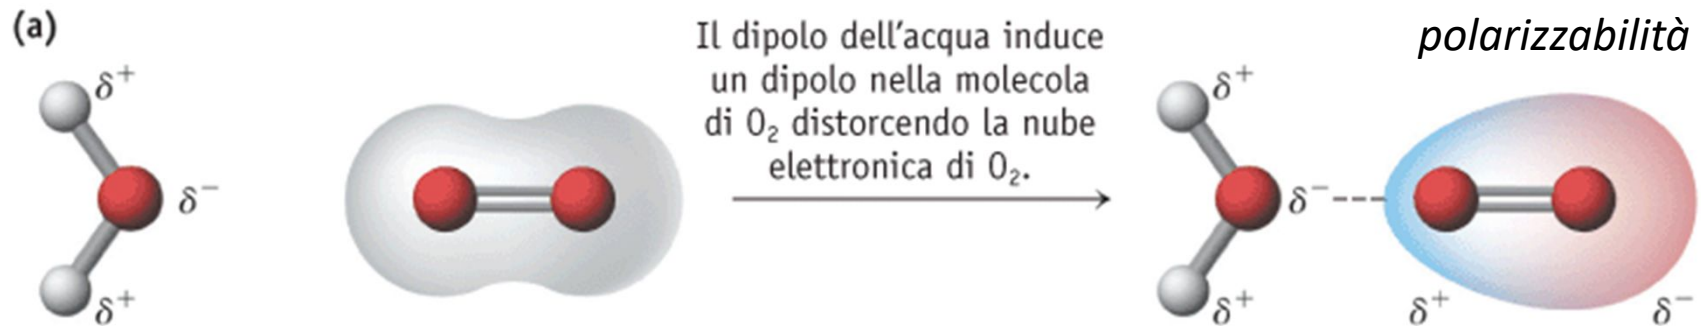 (a)
δ+
δ−
δ+
Il dipolo dell'acqua induce
un dipolo nella molecola
di O₂ distorcendo la nube
elettronica di O₂.
polarizzabilità
δ+
δ−
δ+
δ+
δ−